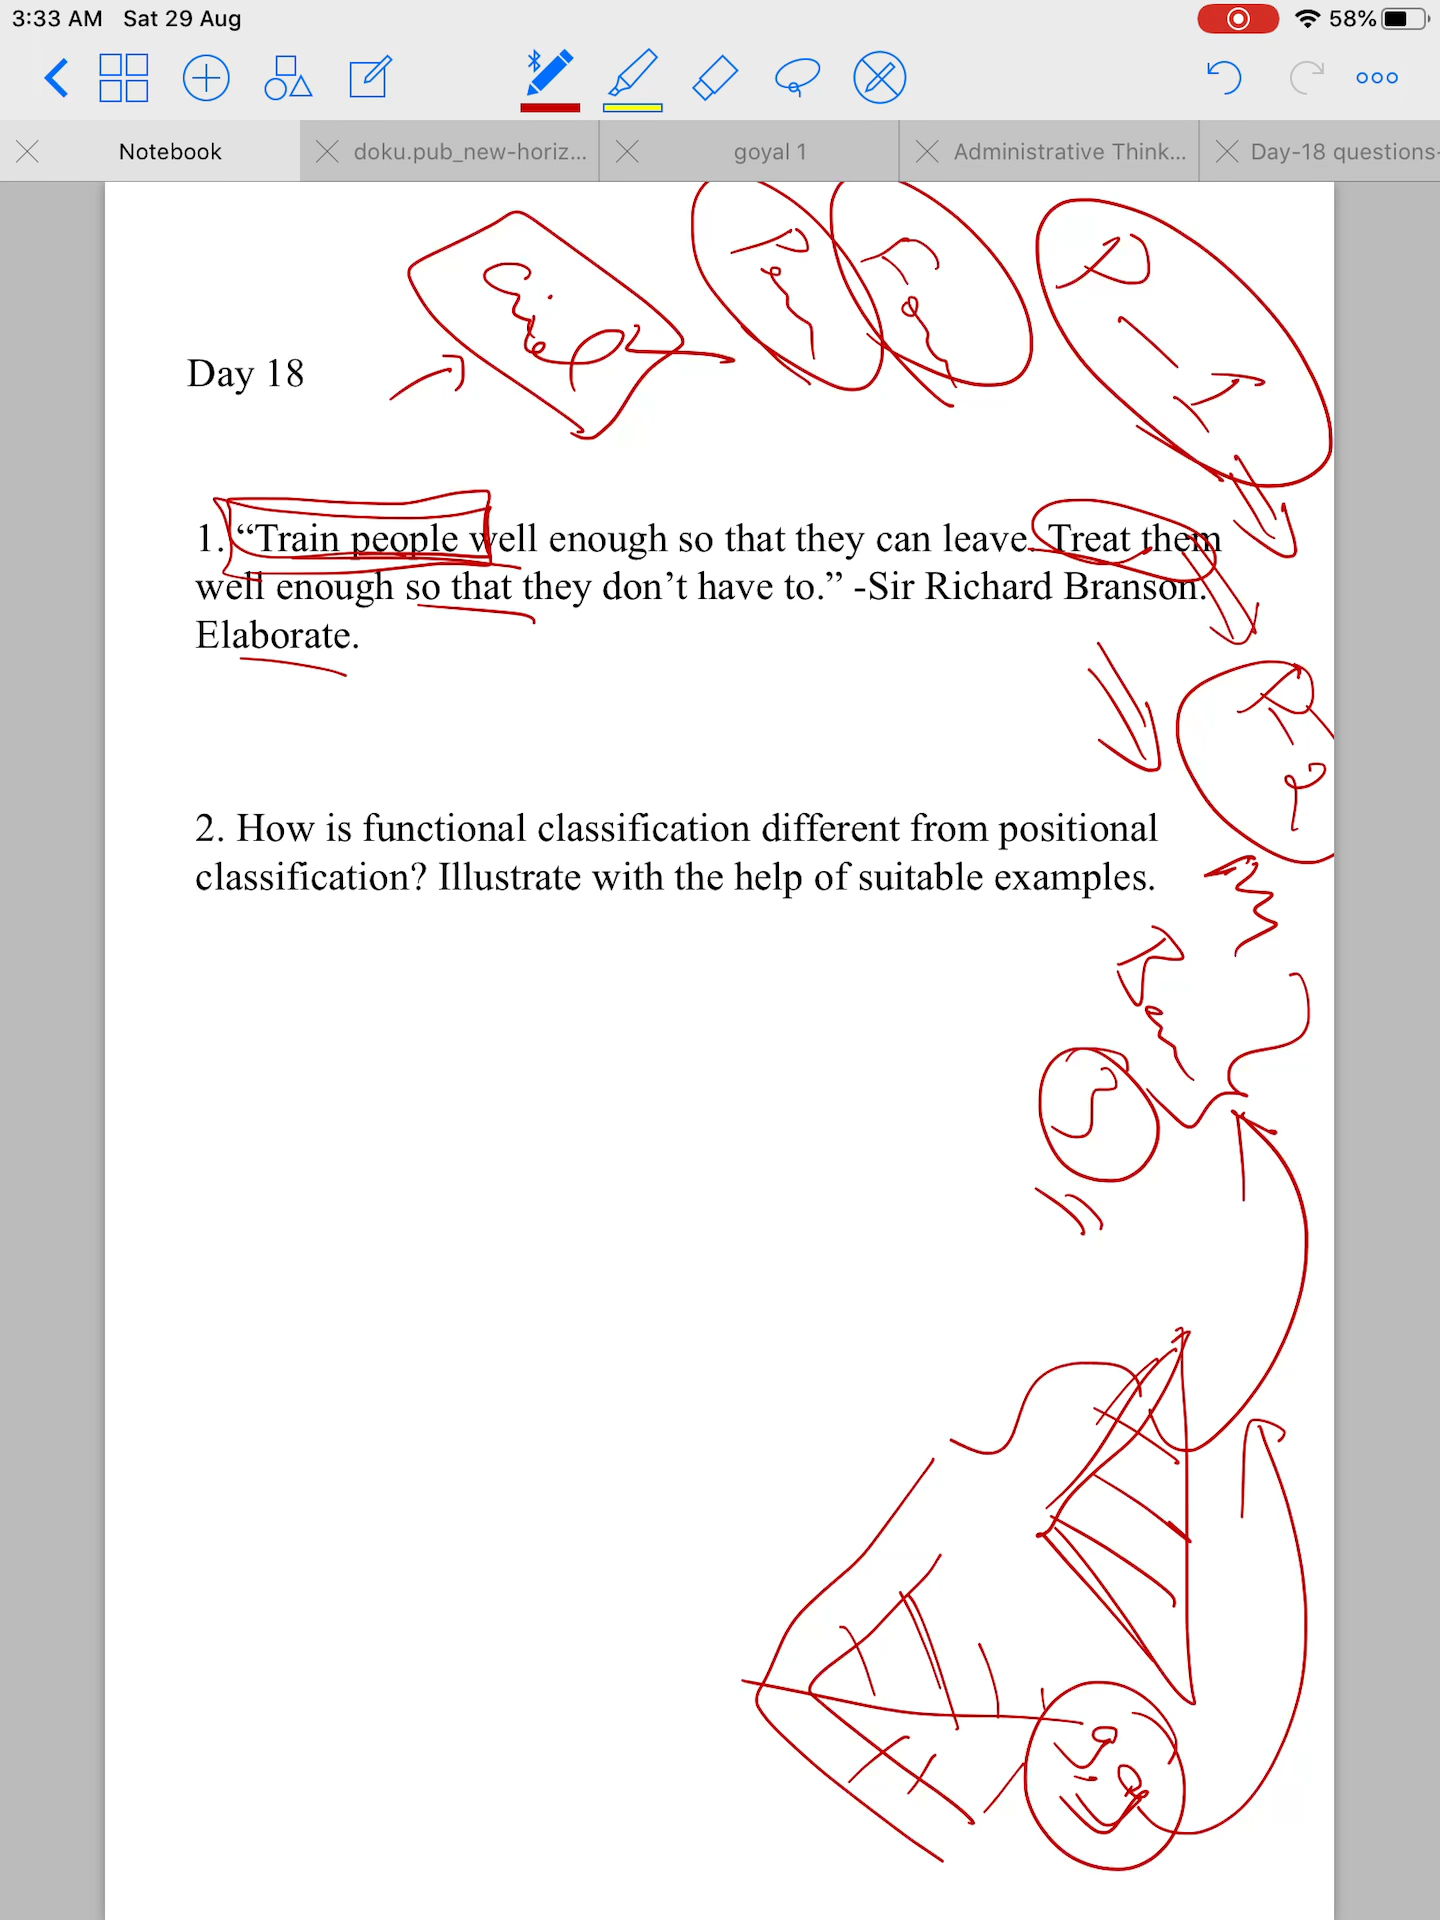 3:33 AM Sat 29 Aug
58%
Notebook
doku.pub_new-horiz...
goyal 1
Administrative Think...
Day-18 questions-
Day 18
1. “Train people well enough so that they can leave. Treat them
well enough so that they don’t have to.” -Sir Richard Branson.
Elaborate.
2. How is functional classification different from positional
classification? Illustrate with the help of suitable examples.